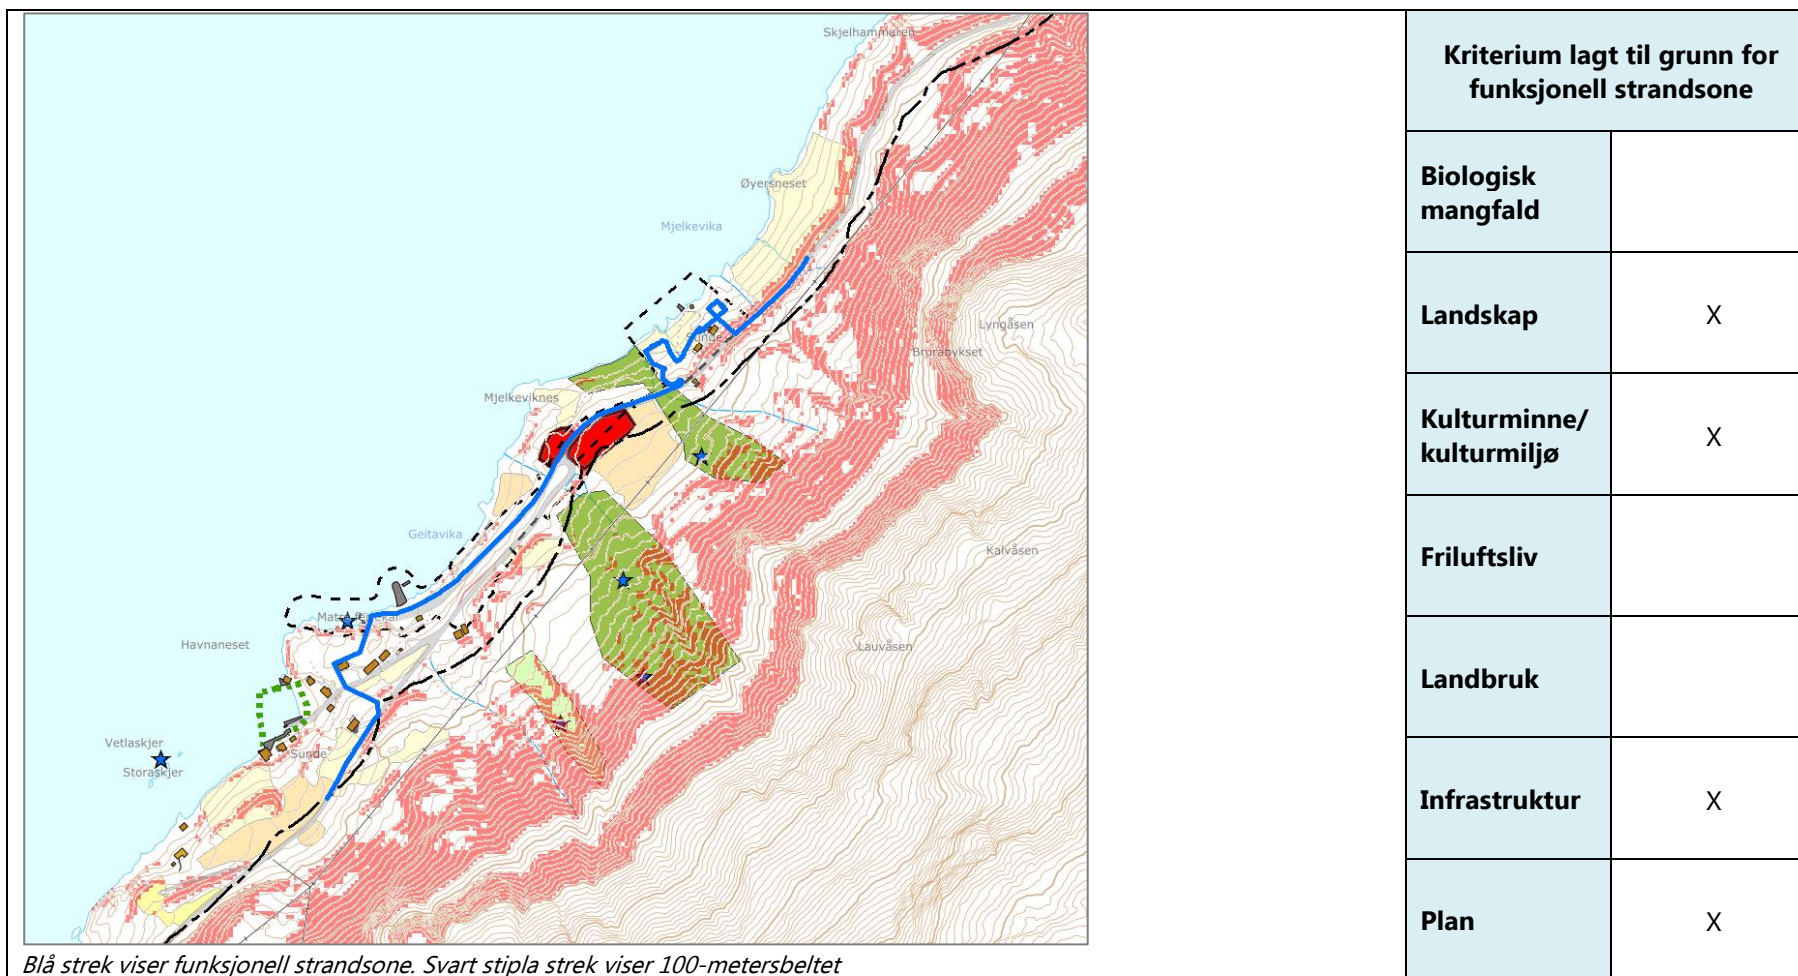 Skjelhammaren
Øyersneset
Mjelkevika
Lyngåsen
Sunde
Brurabykset
Mjelkeviknes
Geitavika
Kalvåsen
Havnaneset
Lauvåsen
Vetlaskjer
Sunde
Storaskjer
Blå strek viser funksjonell strandsone. Svart stipla strek viser 100-metersbeltet
Kriterium lagt til grunn for
funksjonell strandsone
Biologisk
mangfald
Landskap X
Kulturminne/
kulturmiljø X
Friluftsliv
Landbruk
Infrastruktur X
Plan X